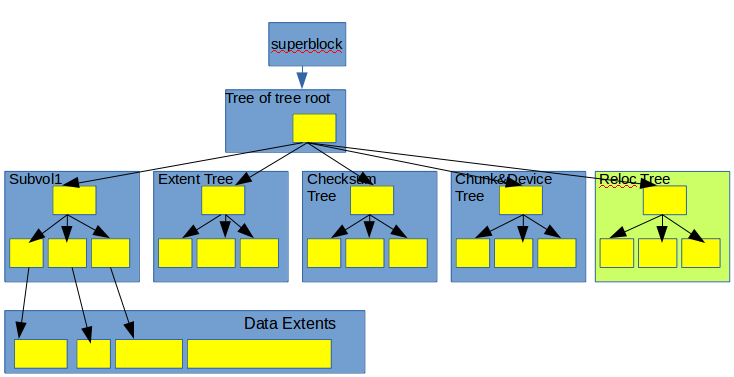 superblock
Tree of tree root
Subvol1
Extent Tree
Checksum
Tree
Chunk&Device
Tree
Reloc Tree
Data Extents